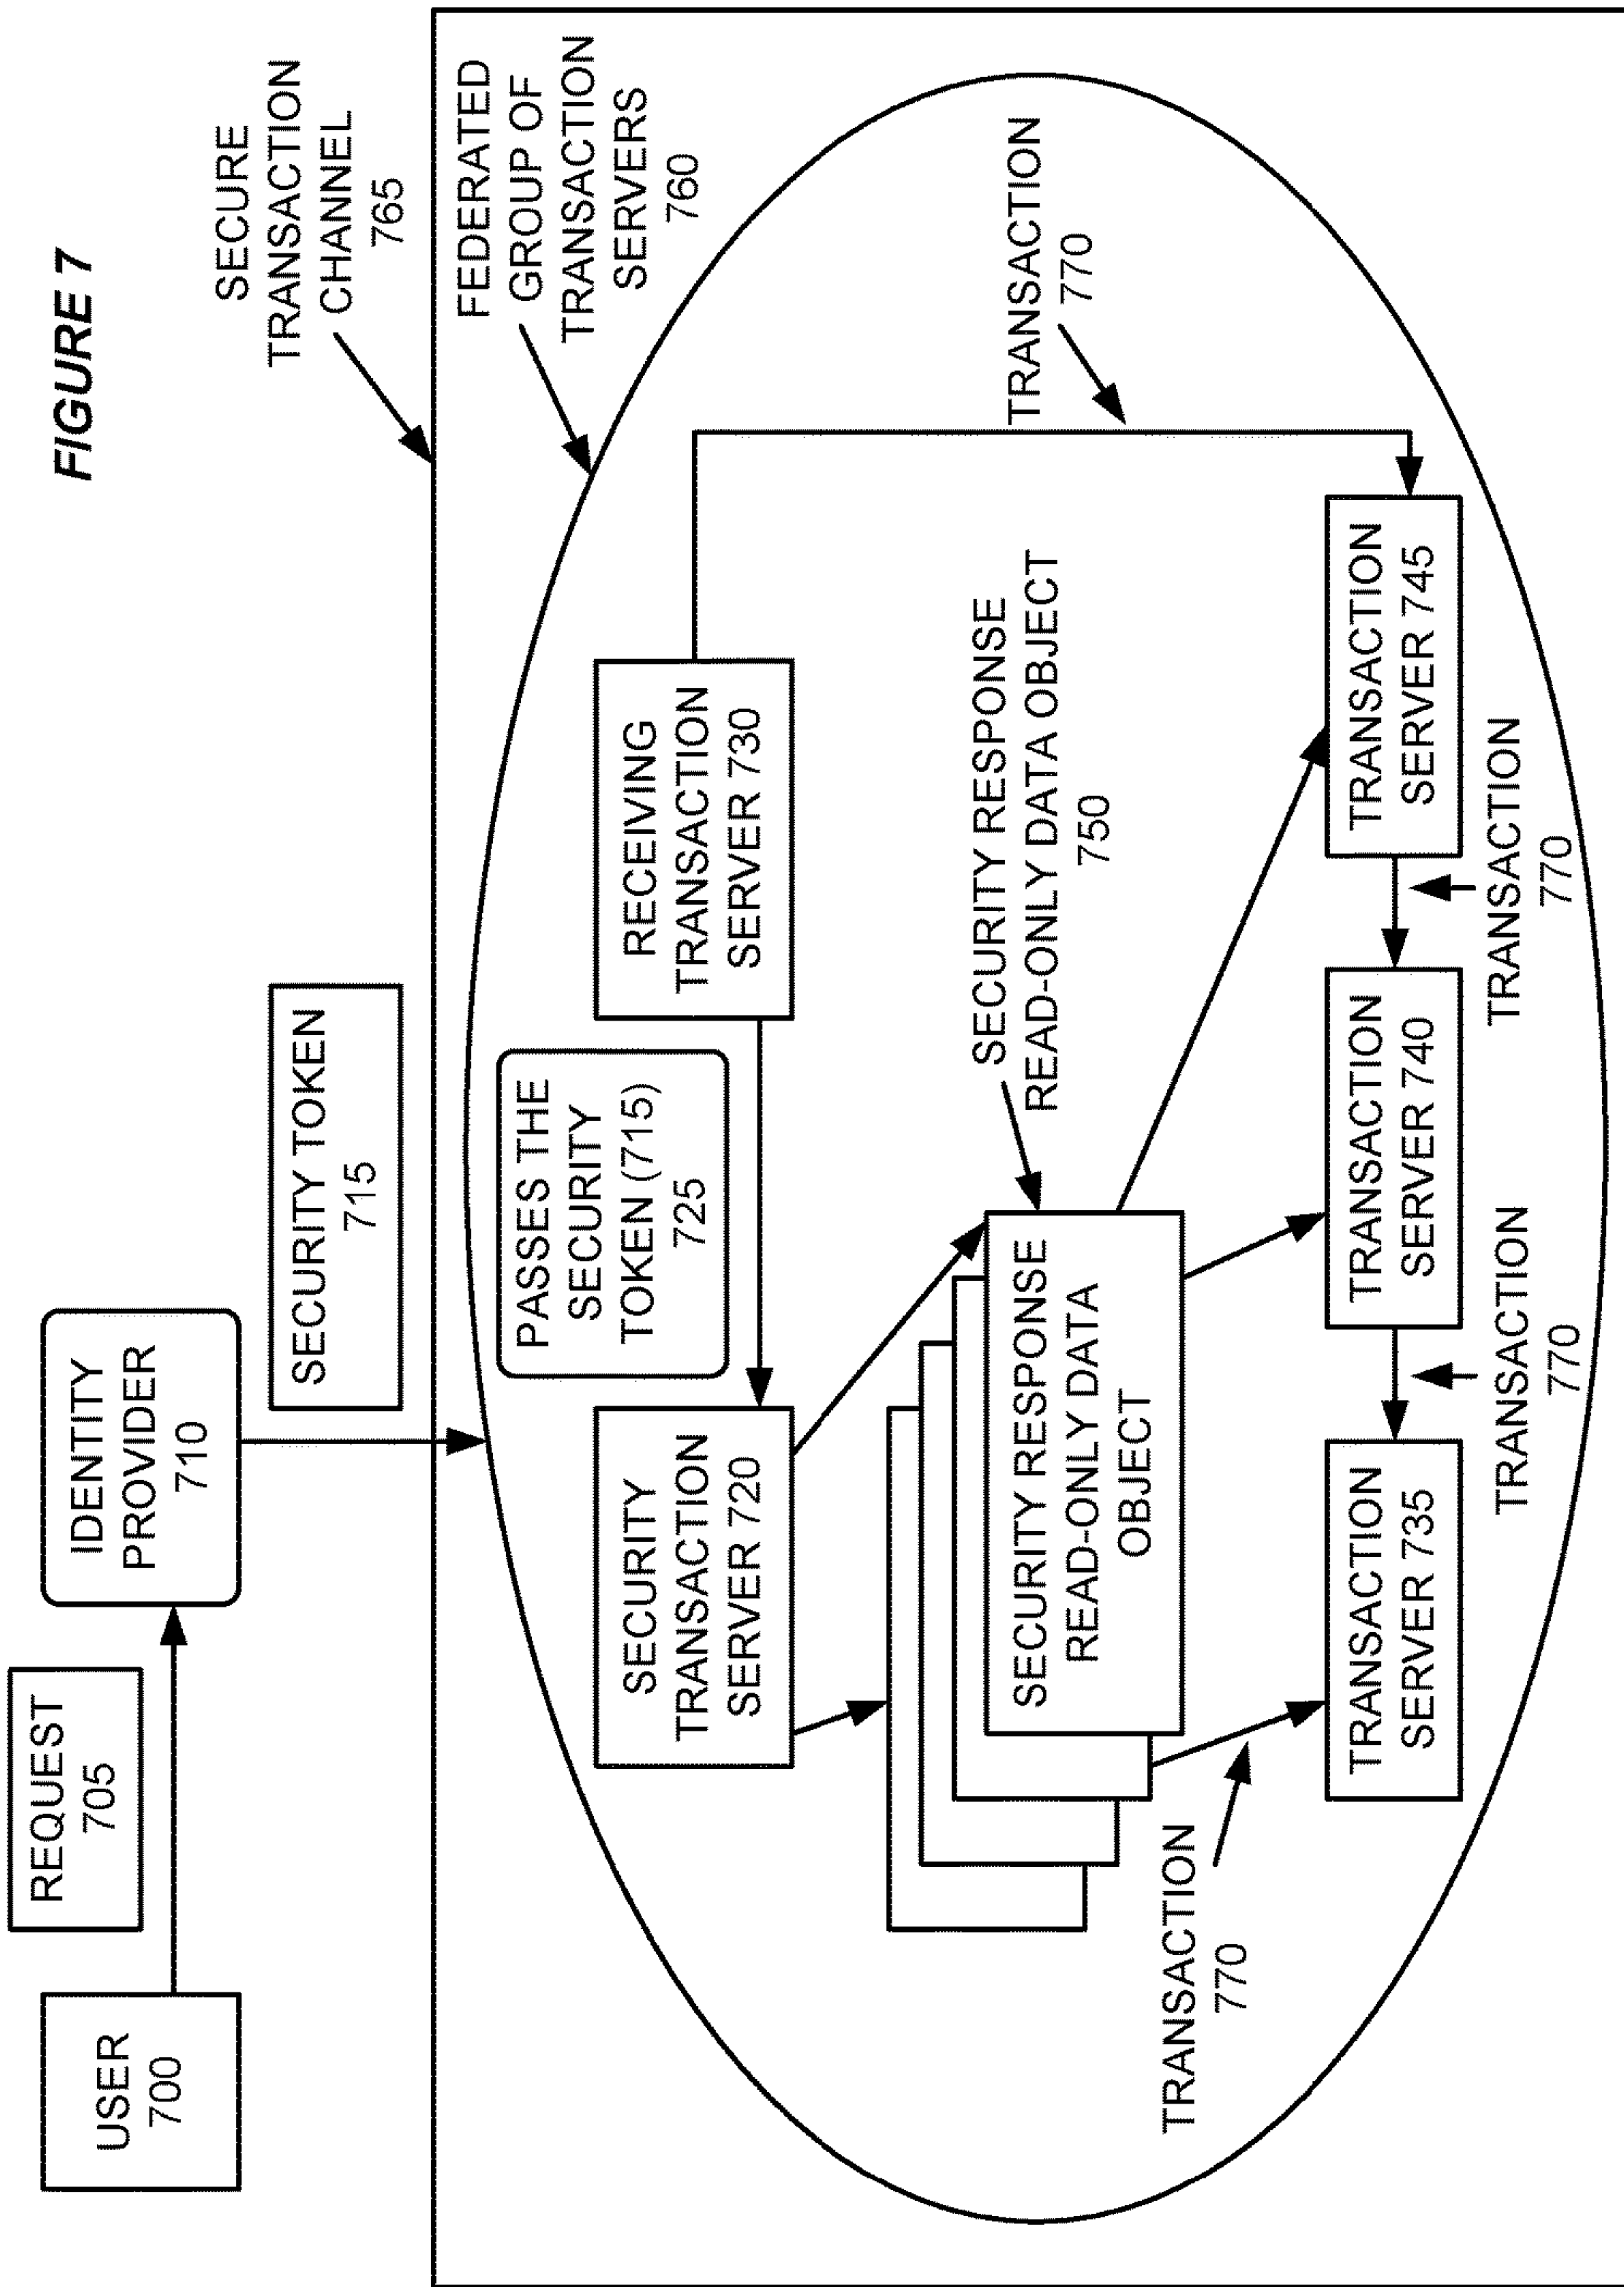 FIGURE 7
USER
700
REQUEST
705
IDENTITY
PROVIDER
710
SECURITY TOKEN
715
SECURE
TRANSACTION
CHANNEL
765
FEDERATED
GROUP OF
TRANSACTION
SERVERS
760
SECURITY
TRANSACTION
SERVER 720
PASSES THE
SECURITY
TOKEN (715)
725
RECEIVING
TRANSACTION
SERVER 730
TRANSACTION
770
SECURITY RESPONSE
READ-ONLY DATA OBJECT
750
SECURITY RESPONSE
READ-ONLY DATA
OBJECT
TRANSACTION
770
TRANSACTION
SERVER 735
TRANSACTION
770
TRANSACTION
SERVER 740
TRANSACTION
770
TRANSACTION
SERVER 745